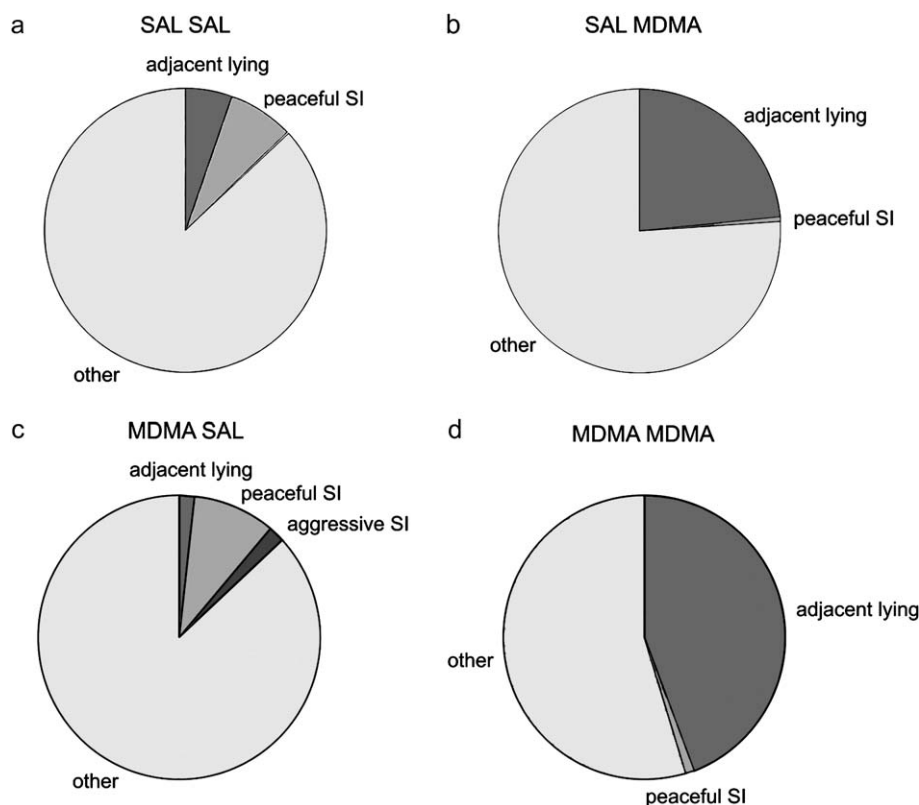 a
SAL SAL
adjacent lying
peaceful SI
other
b
SAL MDMA
adjacent lying
peaceful SI
other
c
MDMA SAL
adjacent lying
peaceful SI
aggressive SI
other
d
MDMA MDMA
adjacent lying
other
peaceful SI